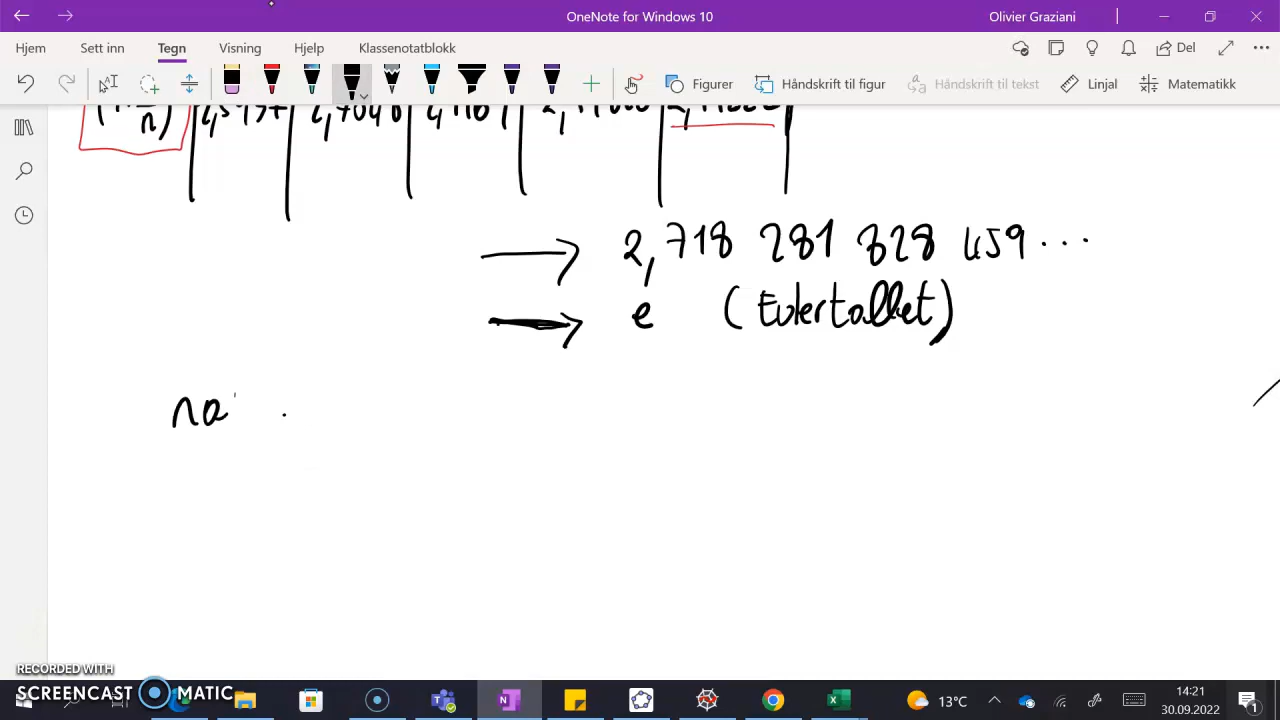 OneNote for Windows 10
Olivier Graziani
Hjem Sett inn Tegn Visning Hjelp Klassenotatblokk
Del
Figurer Håndskrift til figur Håndskrift til tekst Linjal Matematikk
n)
2,718 281 828 459...
e (Eulertallet)
na
RECORDED WITH
SCREENCAST MATIC
13°C
14:21
30.09.2022
1